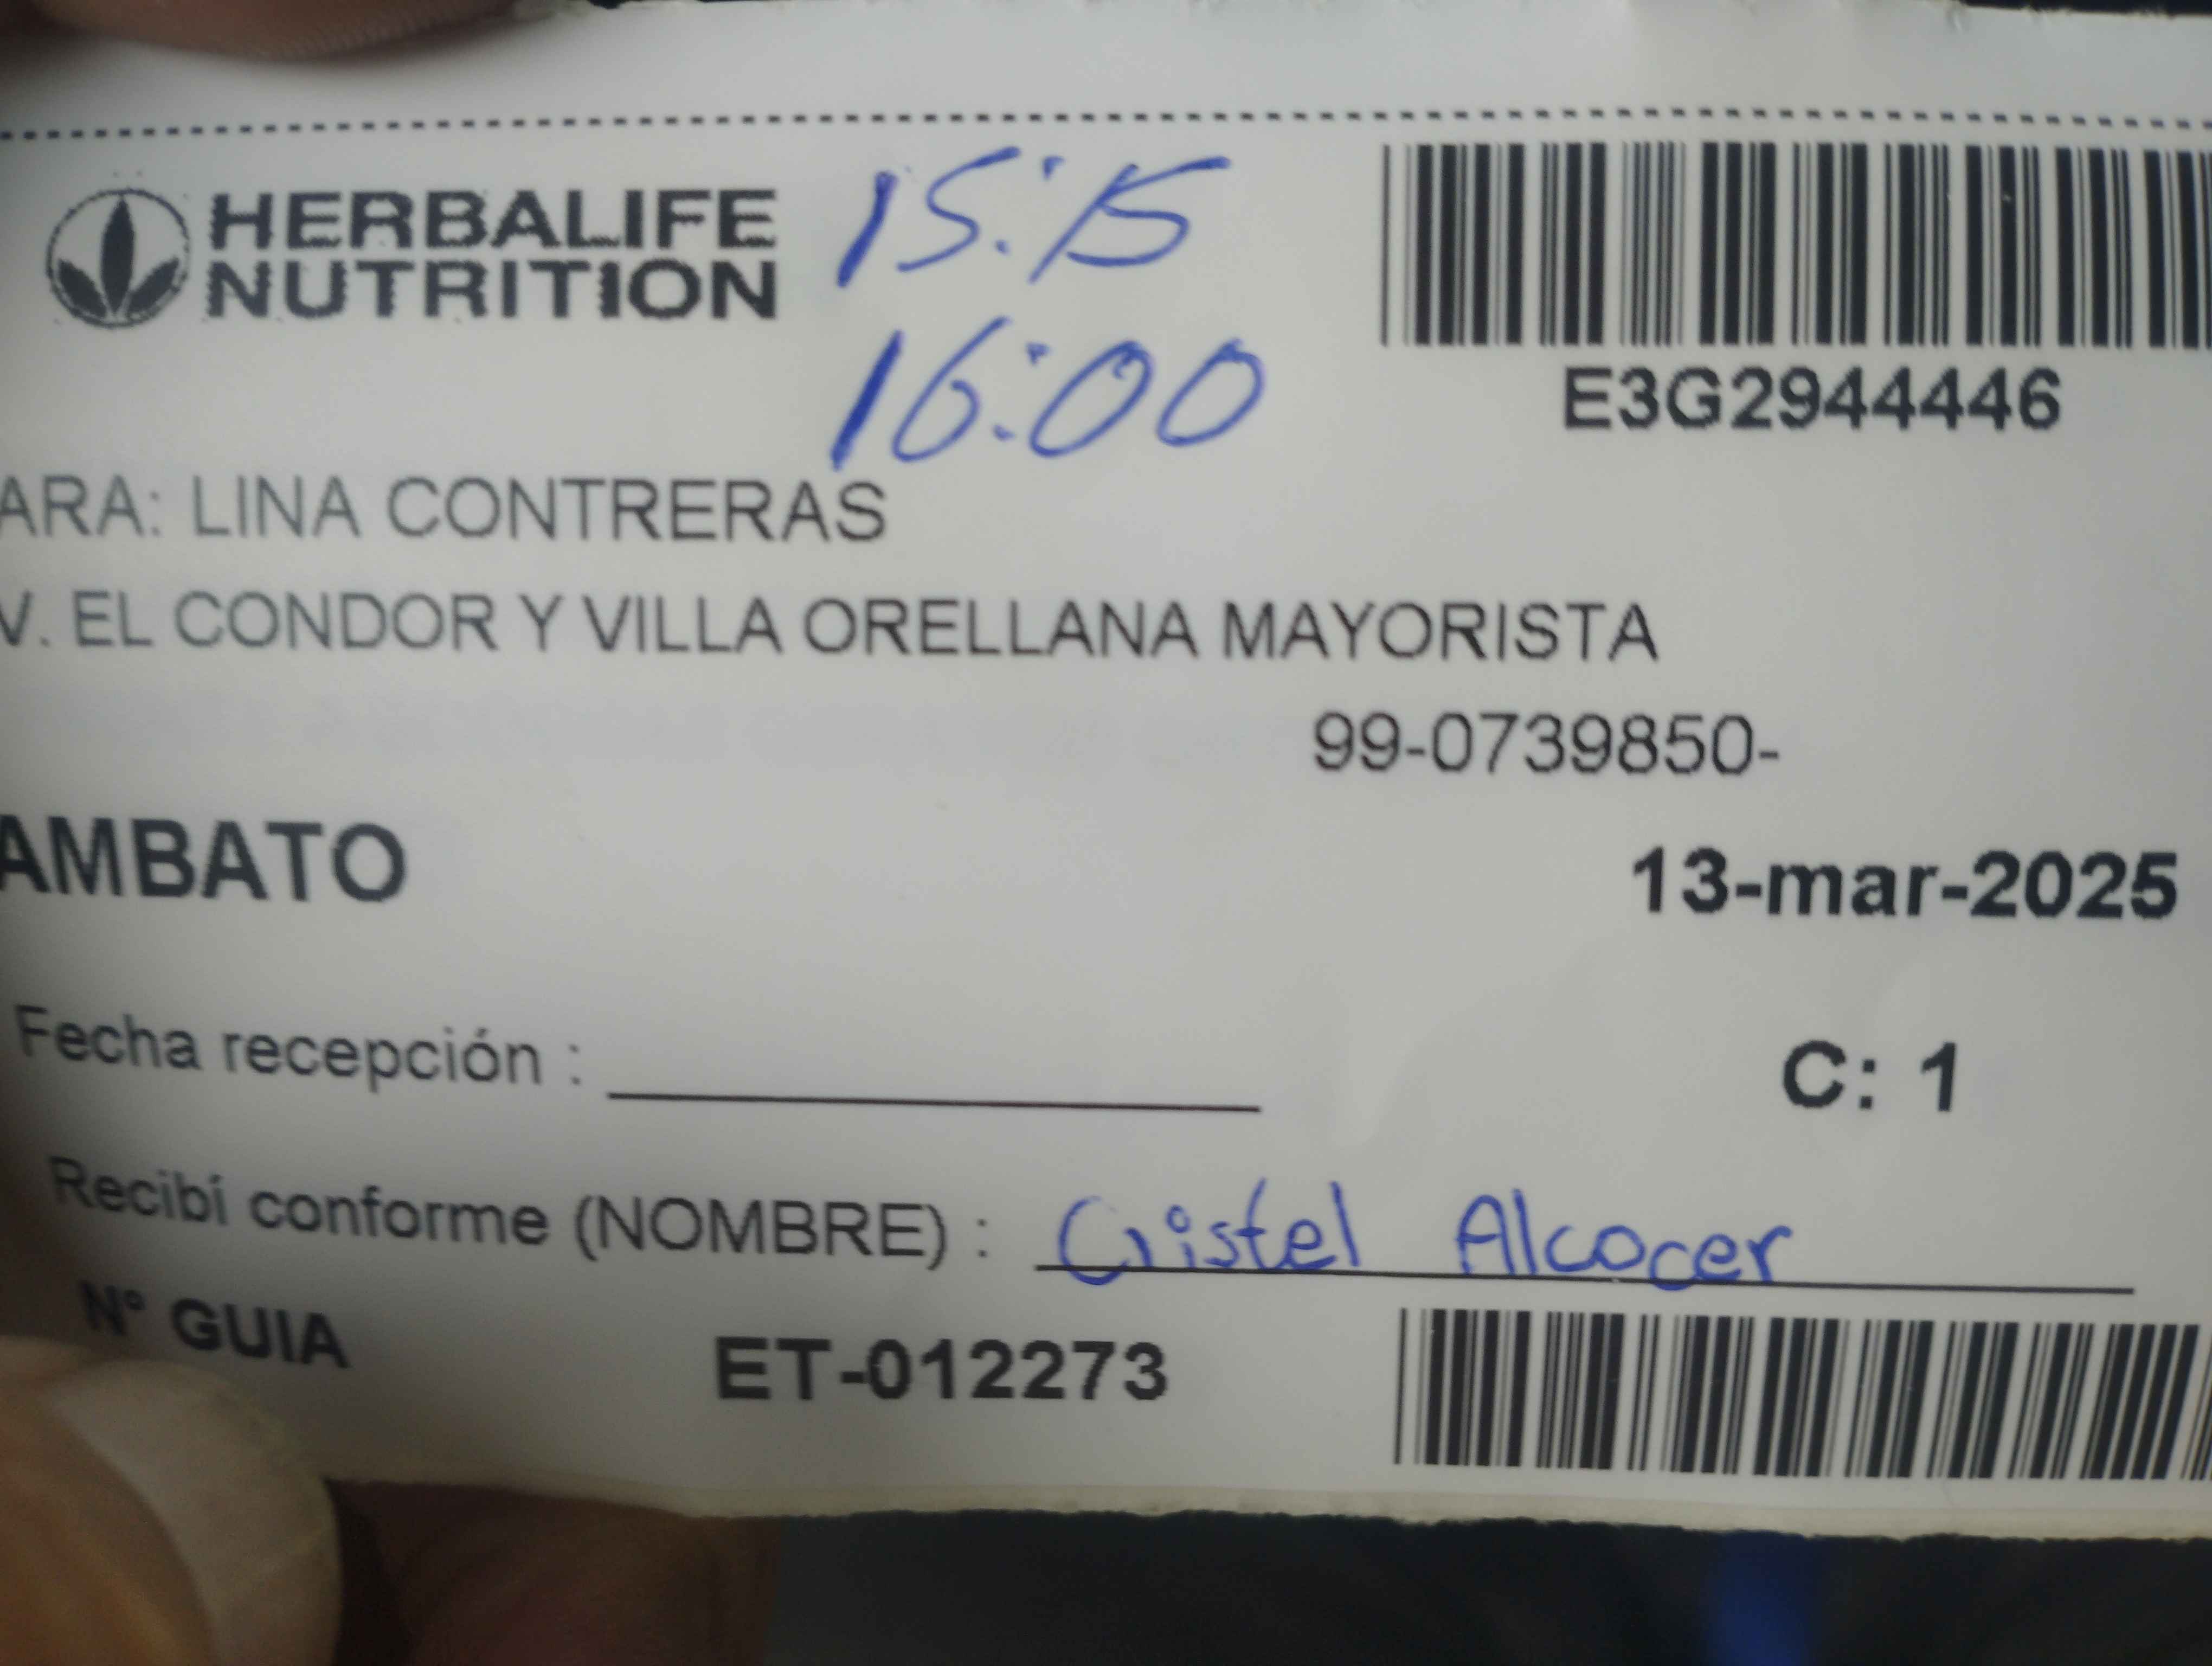 HERBALIFE
NUTRITION
15:15
16:00
E3G2944446
ARA: LINA CONTRERAS
V. EL CONDOR Y VILLA ORELLANA MAYORISTA
99-0739850-
AMBATO
13-mar-2025
Fecha recepción :
C: 1
Recibí conforme (NOMBRE) : Cristel Alcocer
N° GUIA ET-012273